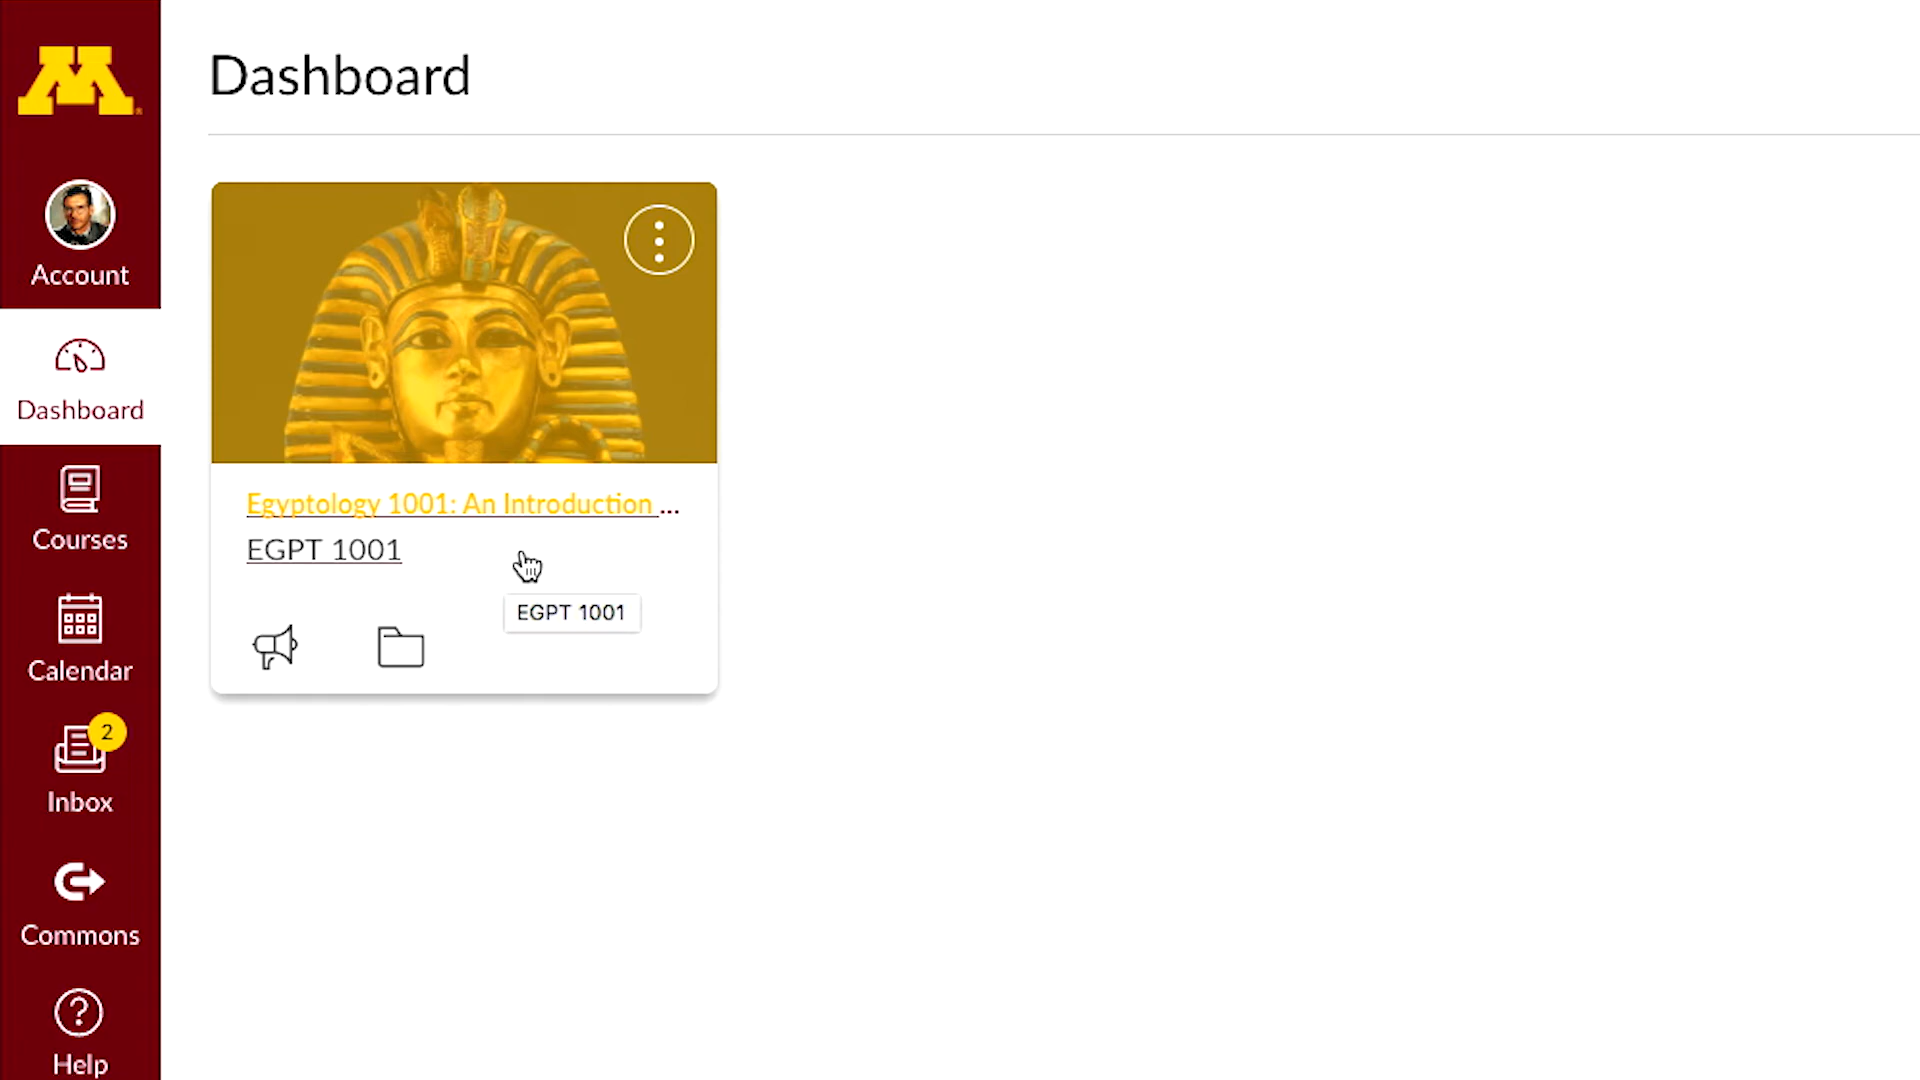 M
Dashboard
Account
Dashboard
Courses
Calendar
2
Inbox
Commons
?
Help
Egyptology 1001: An Introduction ...
EGPT 1001
EGPT 1001